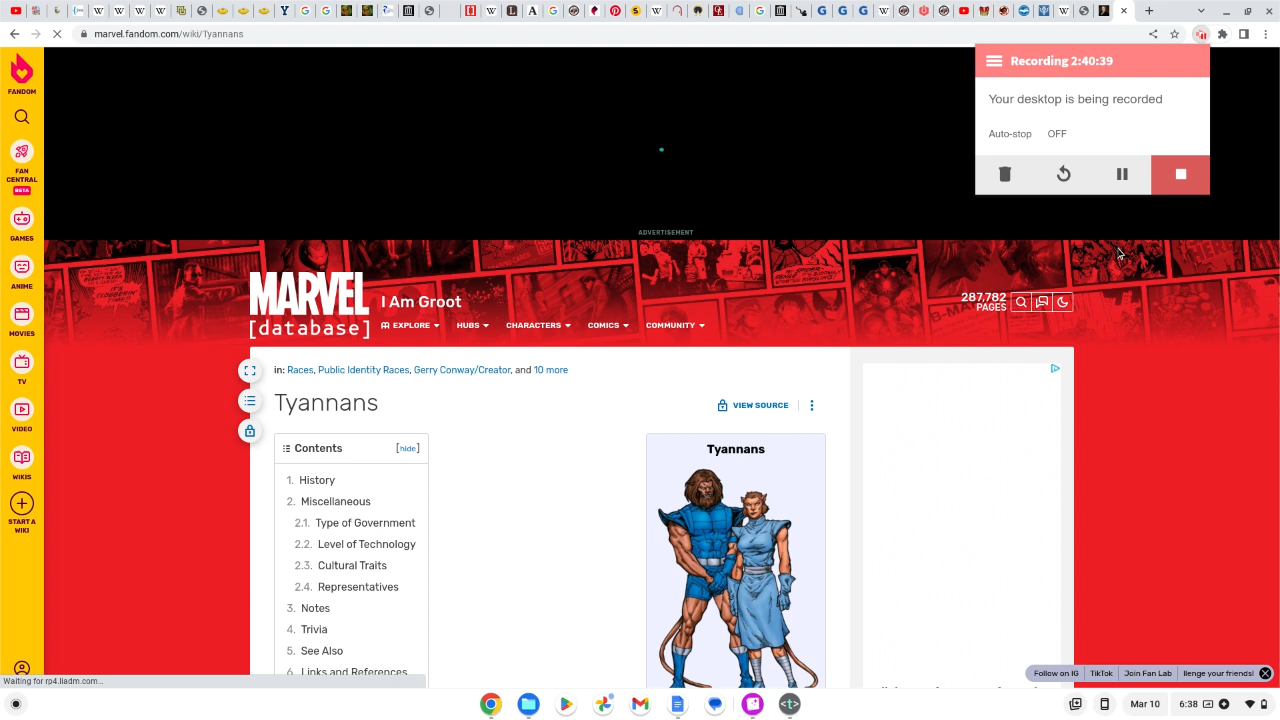 marvel.fandom.com/wiki/Tyannans
Recording 2:40:39
Your desktop is being recorded
Auto-stop OFF
FANDOM
FAN
CENTRAL
BETA
GAMES
ANIME
MOVIES
TV
VIDEO
WIKIS
START A
WIKI
ADVERTISEMENT
MARVEL
[database]
I Am Groot
EXPLORE HUBS CHARACTERS COMICS COMMUNITY
287,782
PAGES
in: Races, Public Identity Races, Gerry Conway/Creator, and 10 more
Tyannans
VIEW SOURCE
Contents [hide]
1. History
2. Miscellaneous
2.1. Type of Government
2.2. Level of Technology
2.3. Cultural Traits
2.4. Representatives
3. Notes
4. Trivia
5. See Also
6. Links and References
Tyannans
Follow on IG TikTok Join Fan Lab llenge your friends!
Waiting for rp4.liadm.com...
Mar 10 6:38